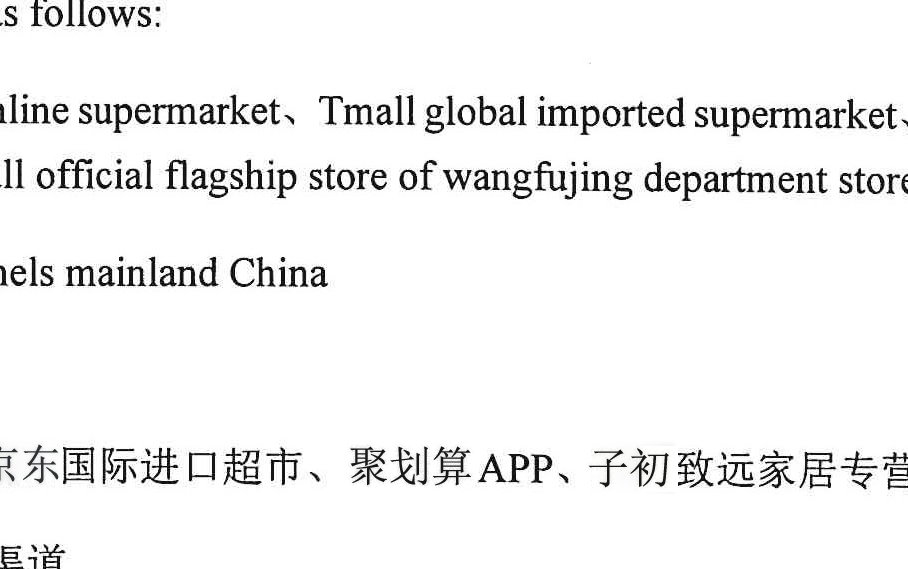 s follows:
nline supermarket、Tmall global imported supermarket、
all official flagship store of wangfujing department store
nels mainland China
京东国际进口超市、聚划算APP、子初致远家居专营
渠道